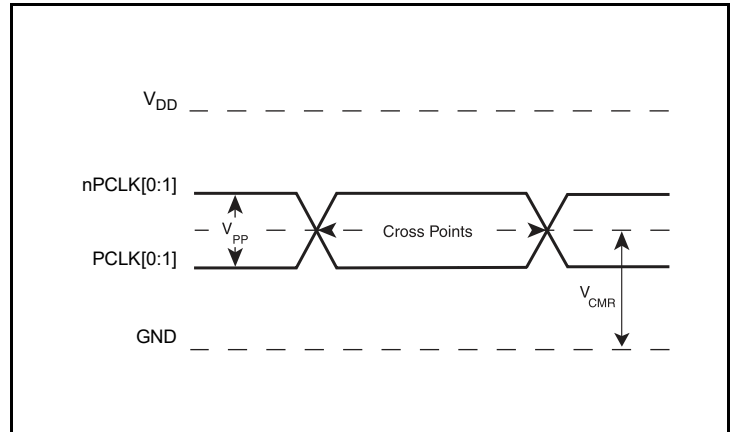 VDD
nPCLK[0:1]
VPP
Cross Points
PCLK[0:1]
VCMR
GND